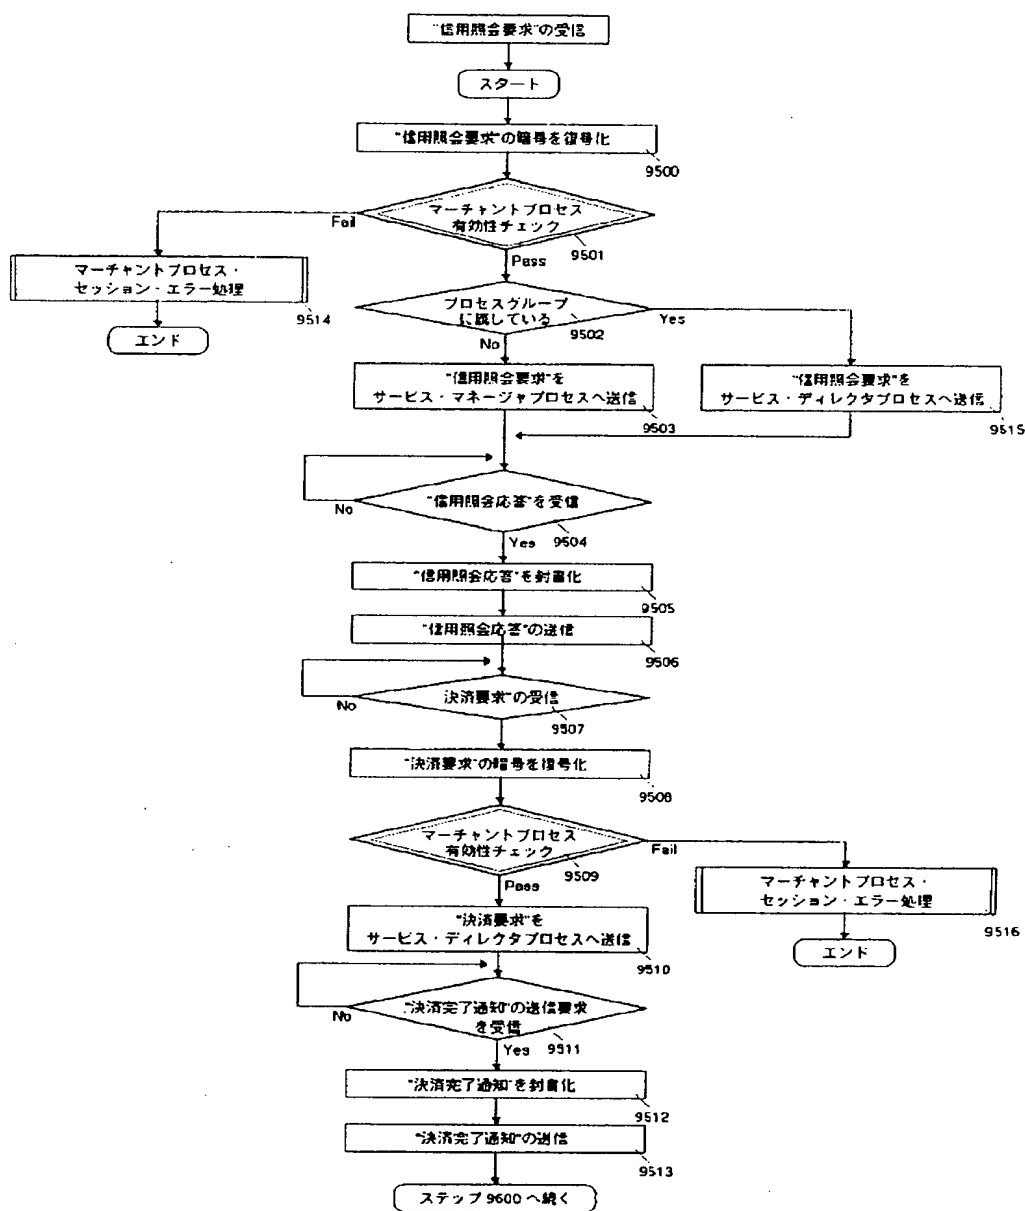 "信用照会要求"の受信
スタート
"信用照会要求"の暗号を復号化
9500
マーチャントプロセス
有効性チェック
9501
Fail
Pass
マーチャントプロセス・
セッション・エラー処理
9514
エンド
プロセスグループ
に属している
9502
Yes
No
"信用照会要求"を
サービス・マネージャプロセスへ送信
9503
"信用照会要求"を
サービス・ディレクタプロセスへ送信
9515
"信用照会応答"を受信
No
9504
Yes
"信用照会応答"を封書化
9505
"信用照会応答"の送信
9506
決済要求"の受信
No
9507
"決済要求"の暗号を復号化
9508
マーチャントプロセス
有効性チェック
9509
Fail
Pass
マーチャントプロセス・
セッション・エラー処理
9516
エンド
"決済要求"を
サービス・ディレクタプロセスへ送信
9510
"決済完了通知"の送信要求
を受信
No
9511
Yes
"決済完了通知"を封書化
9512
"決済完了通知"の送信
9513
ステップ 9600 へ続く